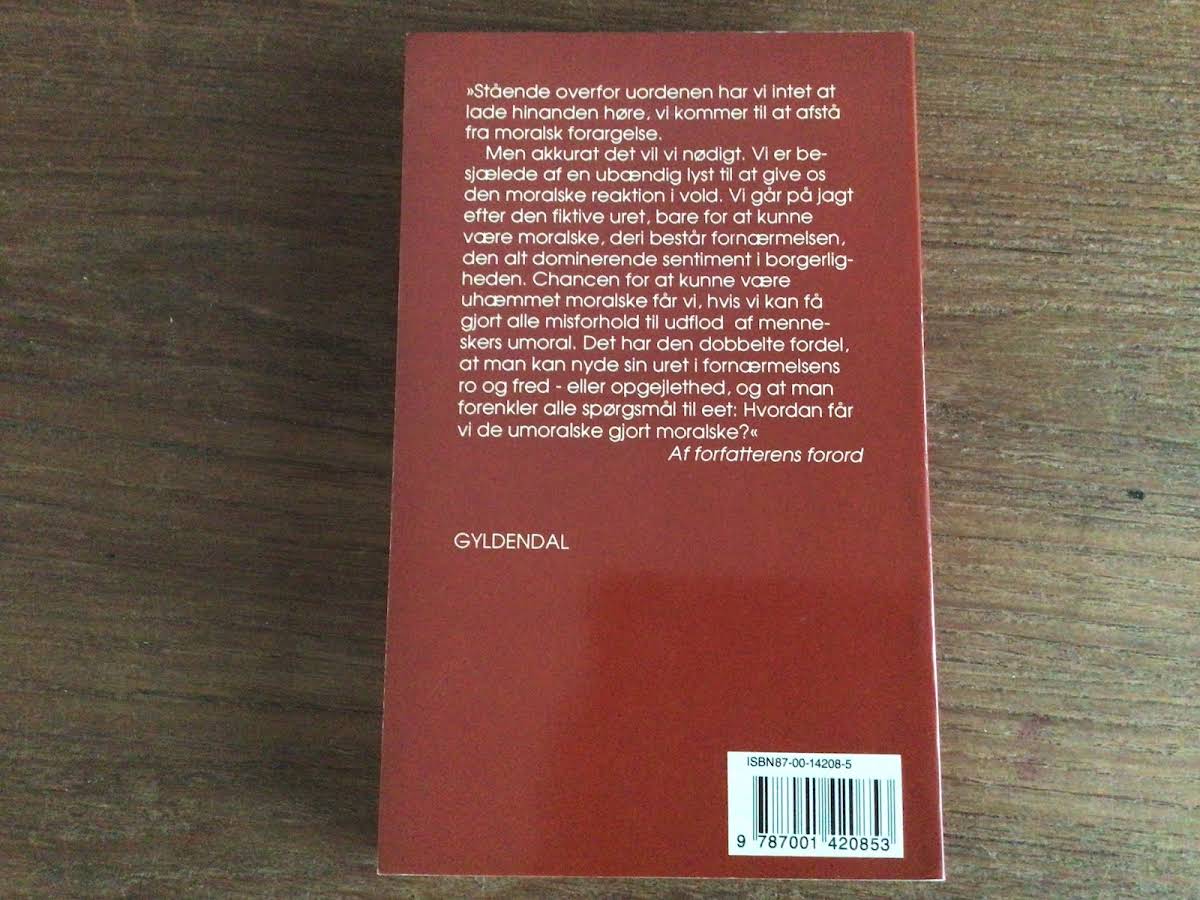 »Stående overfor uordenen har vi intet at
lade hinanden høre, vi kommer til at afstå
fra moralsk forargelse.
Men akkurat det vil vi nødigt. Vi er be-
sjælede af en ubændig lyst til at give os
den moralske reaktion i vold. Vi går på jagt
efter den fiktive uret, bare for at kunne
være moralske, deri består fornærmelsen,
den alt dominerende sentiment i borgerlig-
heden. Chancen for at kunne være
uhæmmet moralske får vi, hvis vi kan få
gjort alle misforhold til udflod af menne-
skers umoral. Det har den dobbelte fordel,
at man kan nyde sin uret i fornærmelsens
ro og fred - eller opgejlethed, og at man
forenkler alle spørgsmål til eet: Hvordan får
vi de umoralske gjort moralske?«
Af forfatterens forord
GYLDENDAL
ISBN87-00-14208-5
9 787001 420853